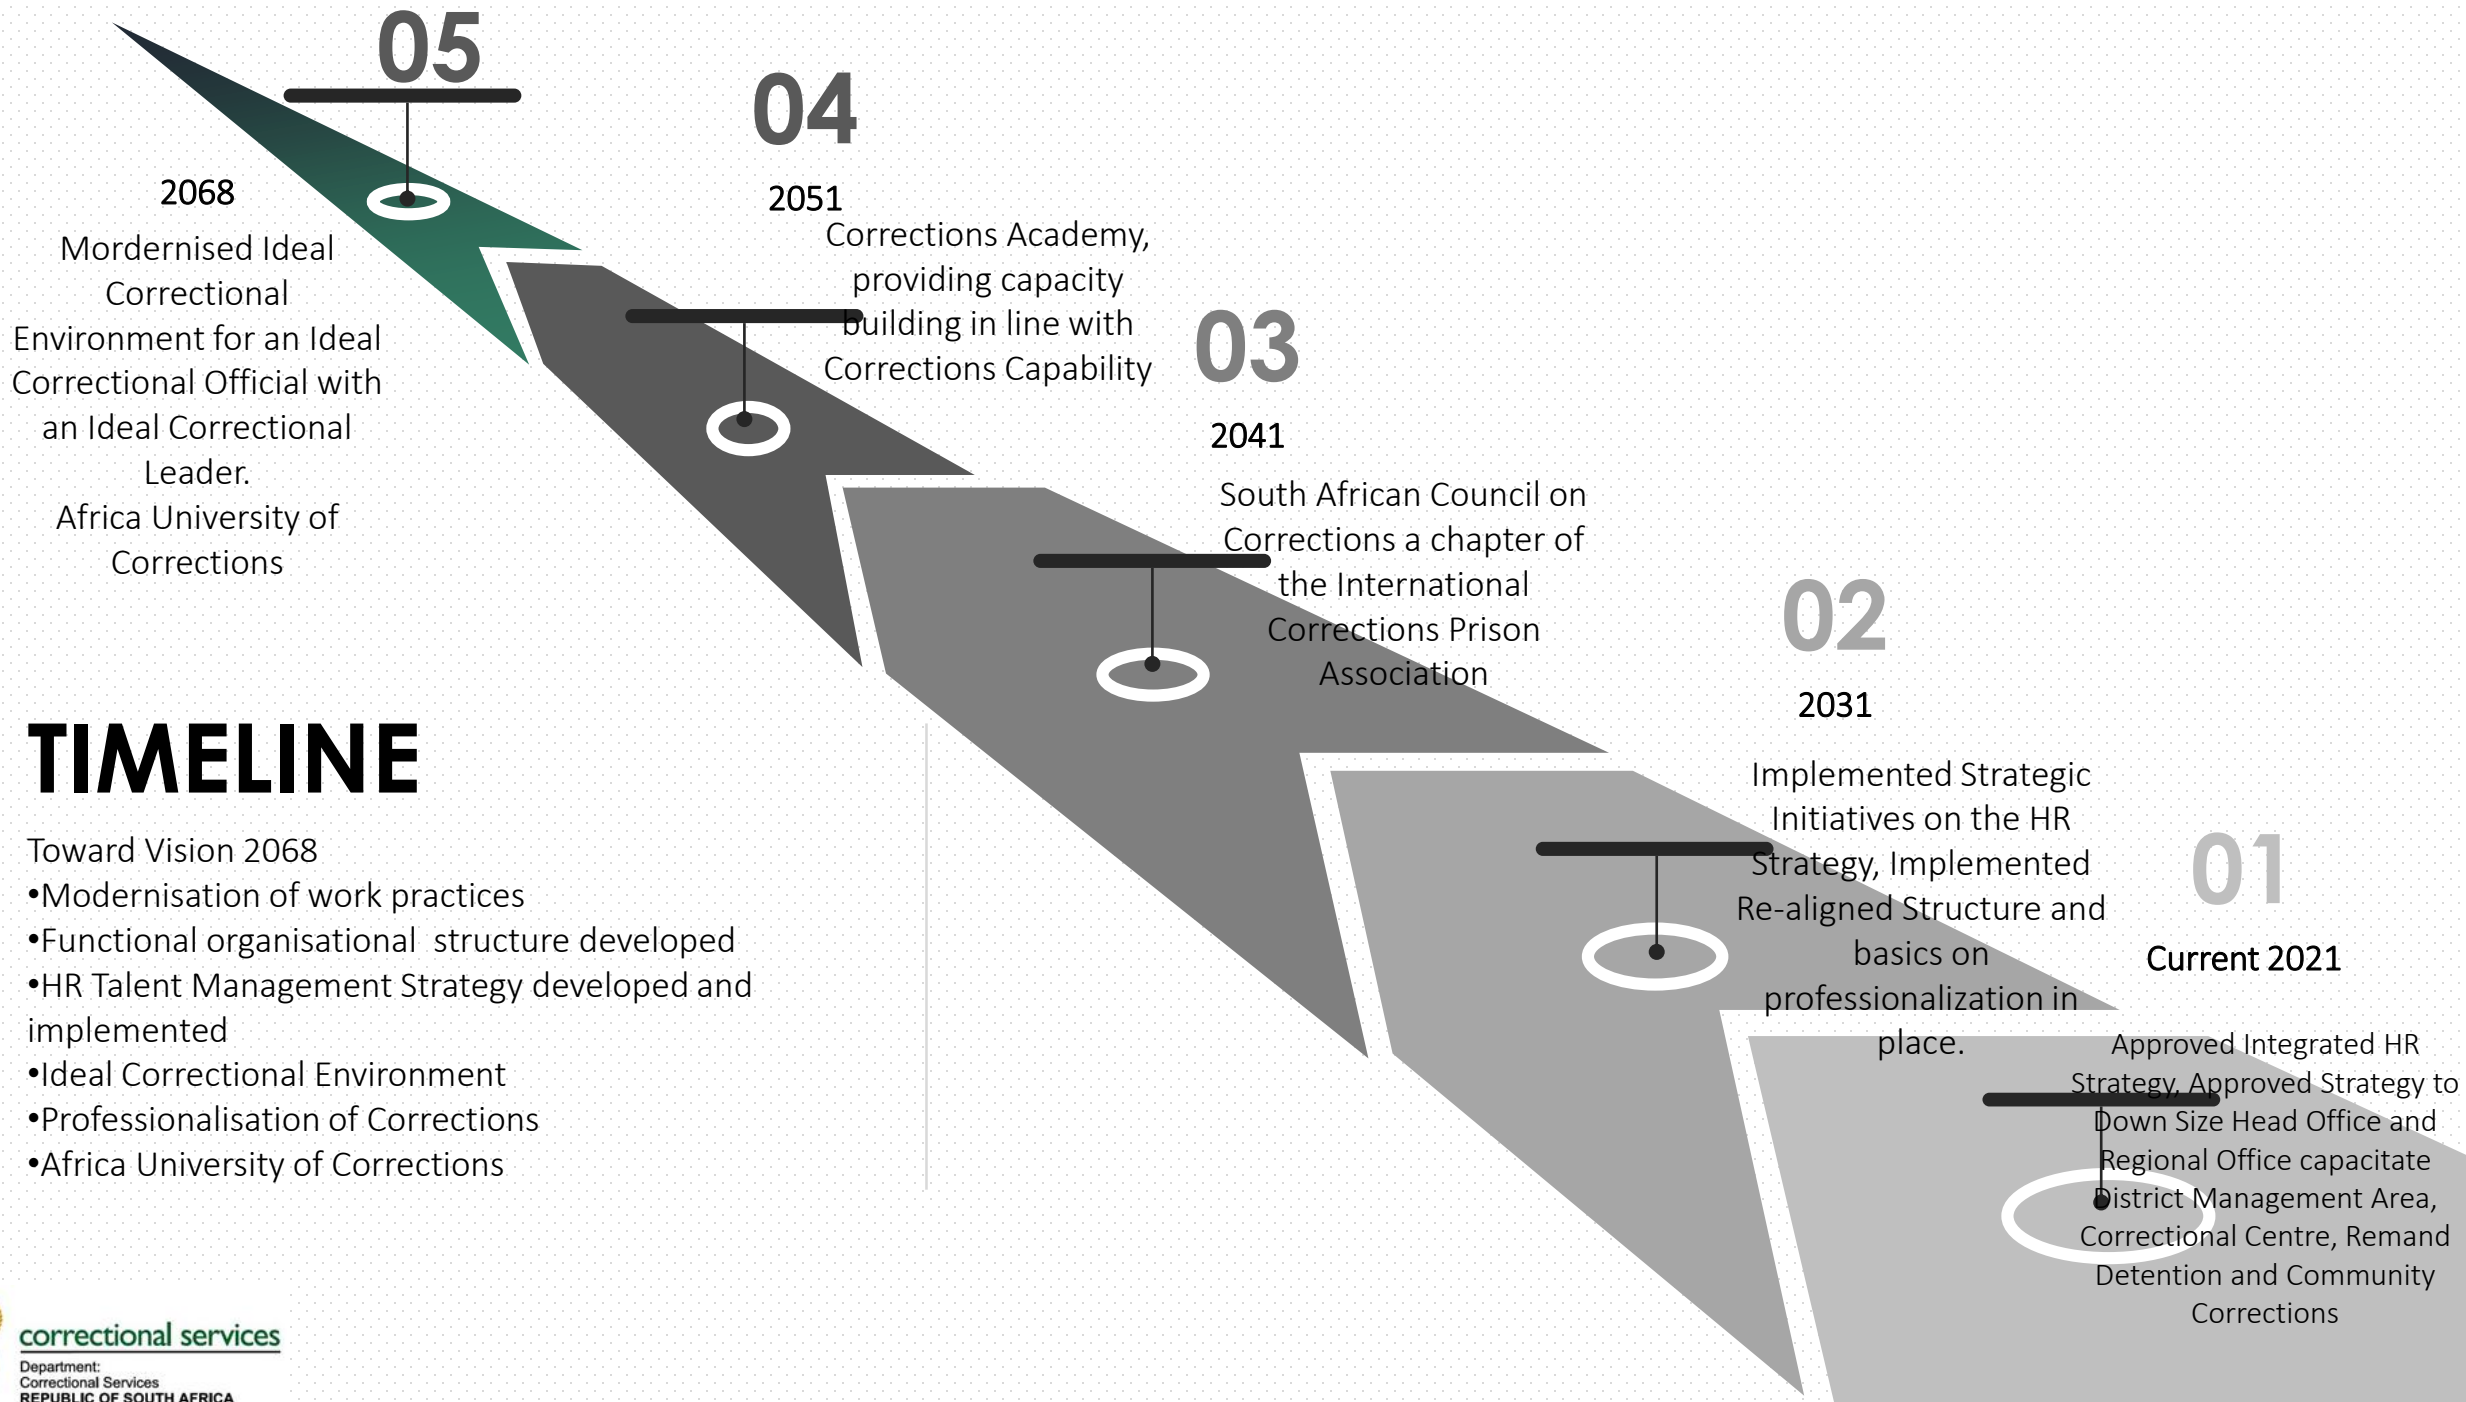 05
2068
Mordernised Ideal
Correctional
Environment for an Ideal
Correctional Official with
an Ideal Correctional
Leader.
Africa University of
Corrections
04
2051
Corrections Academy,
providing capacity
building in line with
Corrections Capability
03
2041
South African Council on
Corrections a chapter of
the International
Corrections Prison
Association
02
2031
Implemented Strategic
Initiatives on the HR
Strategy, Implemented
Re-aligned Structure and
basics on
professionalization in
place.
01
Current 2021
Approved Integrated HR
Strategy, Approved Strategy to
Down Size Head Office and
Regional Office capacitate
District Management Area,
Correctional Centre, Remand
Detention and Community
Corrections
TIMELINE
Toward Vision 2068
•Modernisation of work practices
•Functional organisational  structure developed
•HR Talent Management Strategy developed and
implemented
•Ideal Correctional Environment
•Professionalisation of Corrections
•Africa University of Corrections
correctional services
Department:
Correctional Services
REPUBLIC OF SOUTH AFRICA